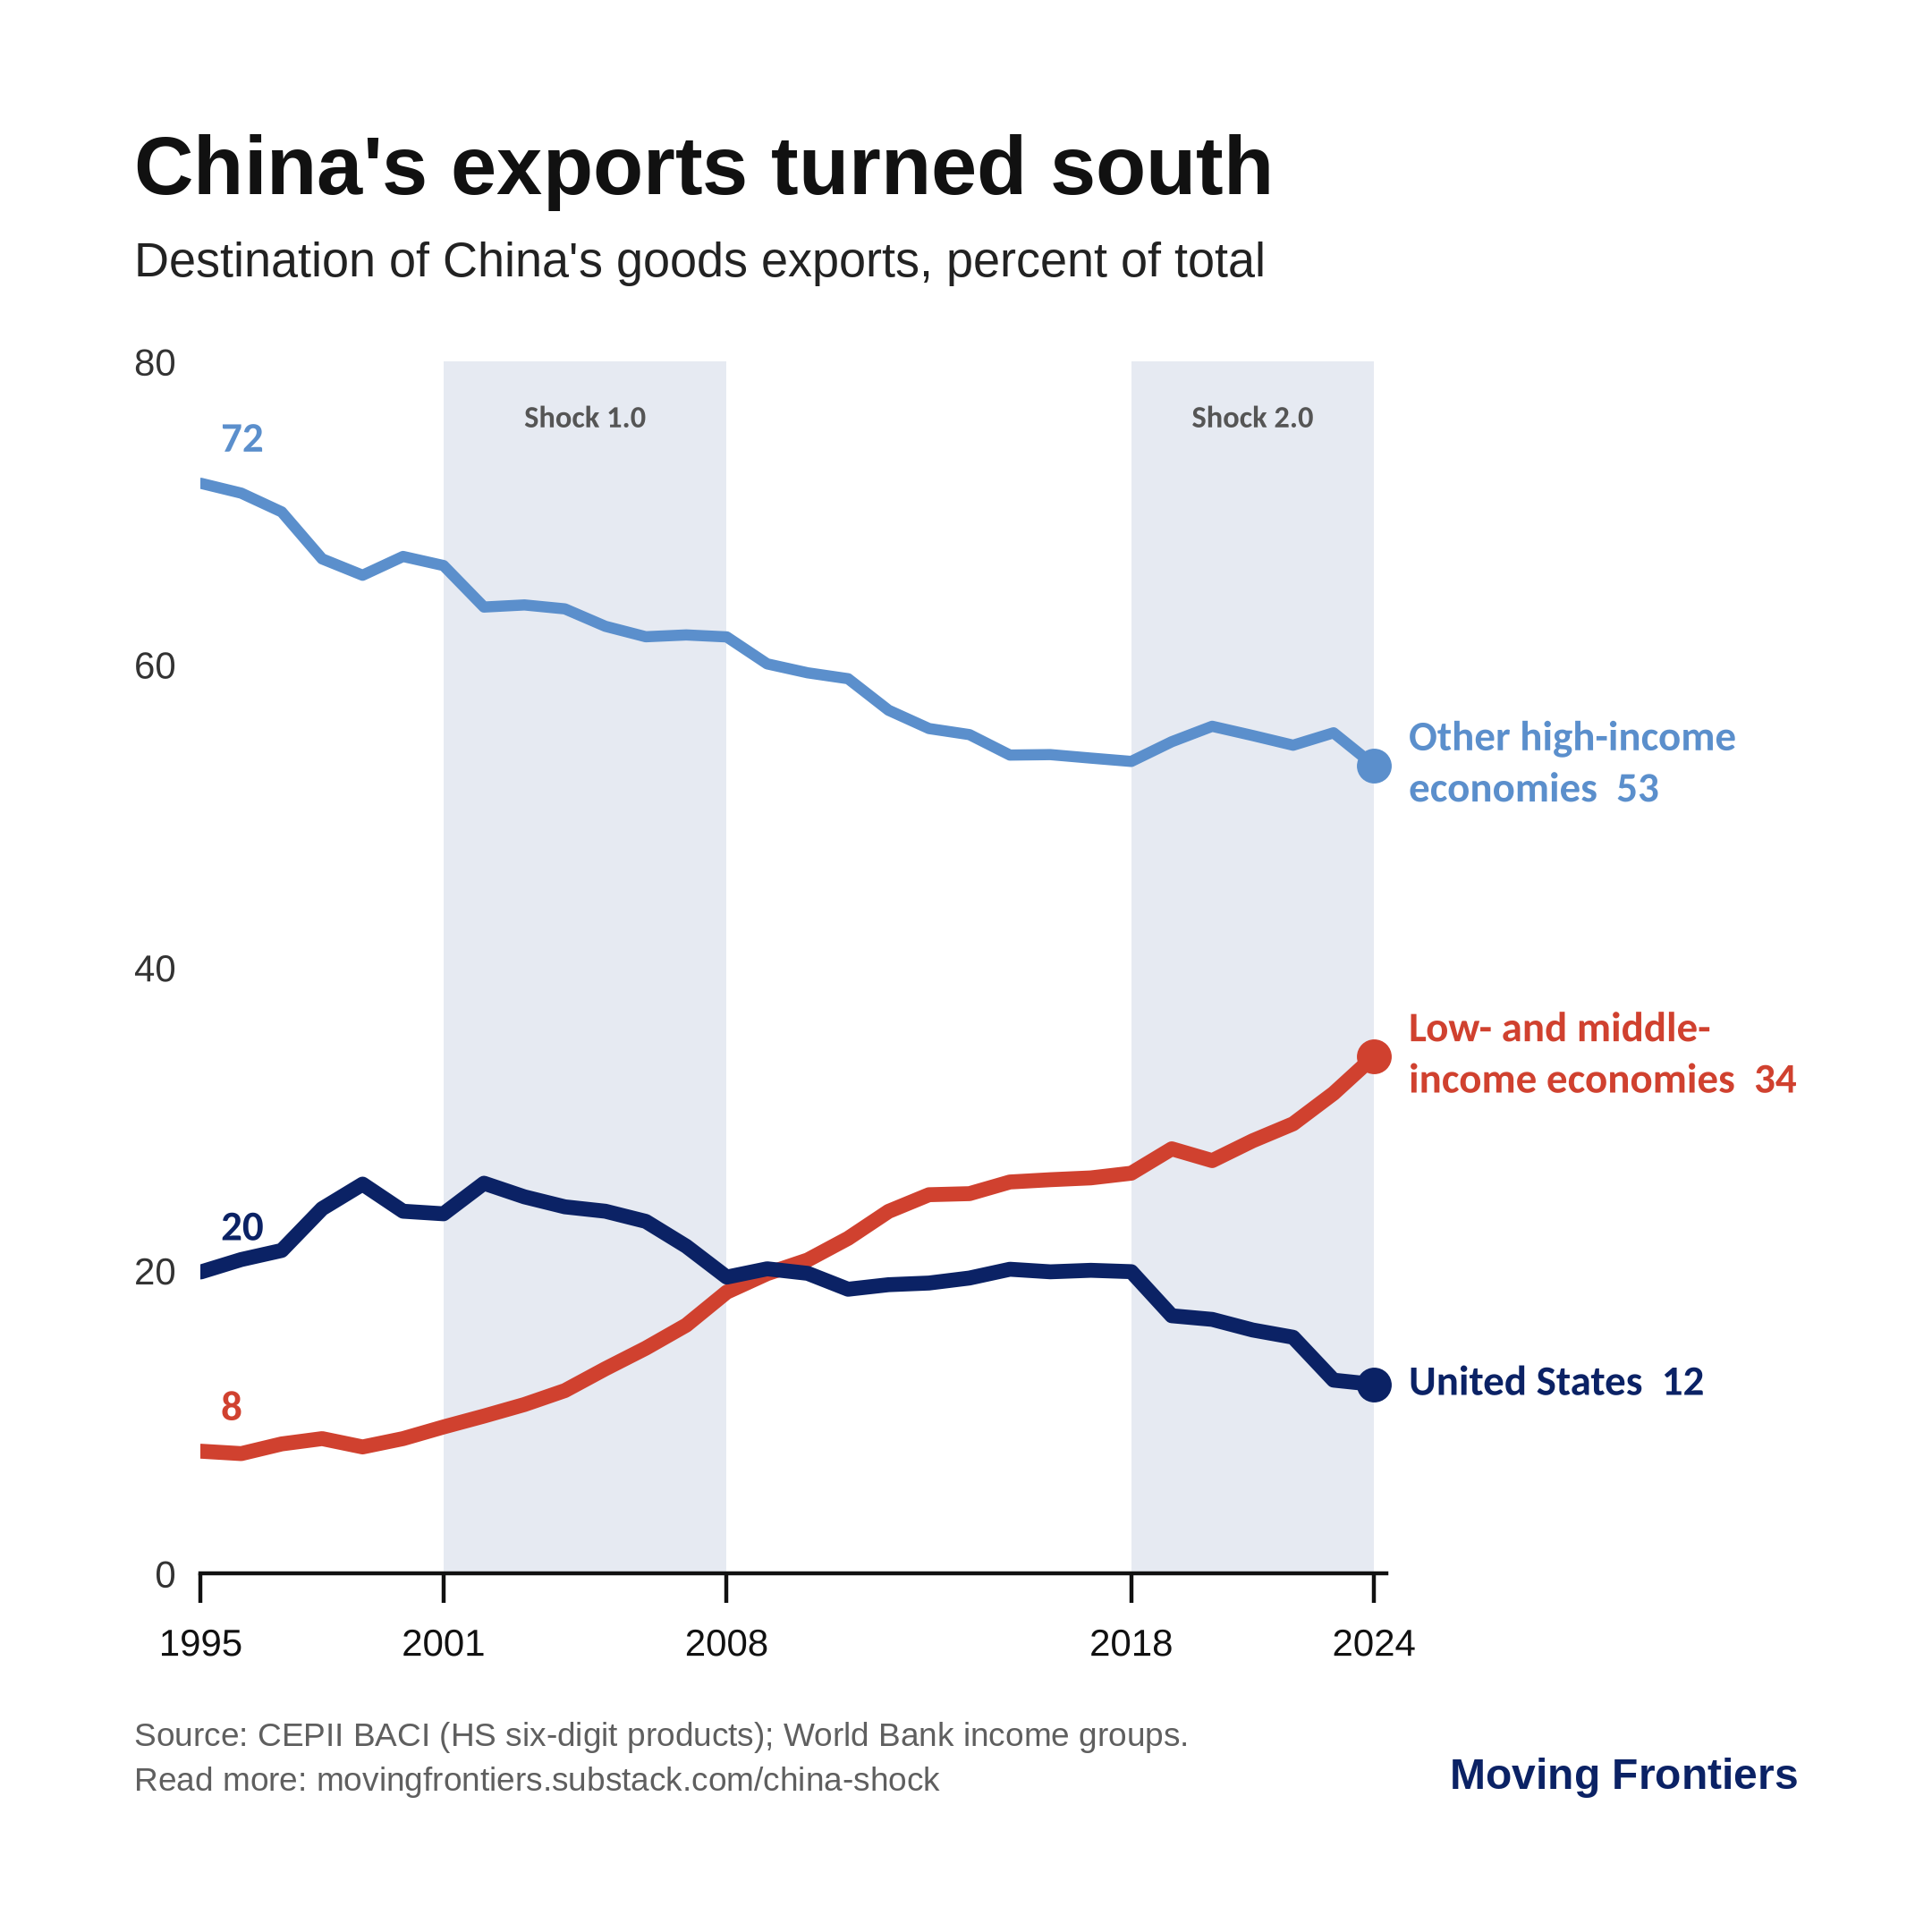 China's exports turned south
Destination of China's goods exports, percent of total
80
Shock 1.0
Shock 2.0
72
60
Other high-income
economies 53
40
Low- and middle-
income economies 34
20
20
8
United States 12
0
1995
2001
2008
2018
2024
Source: CEPII BACI (HS six-digit products); World Bank income groups.
Read more: movingfrontiers.substack.com/china-shock
Moving Frontiers